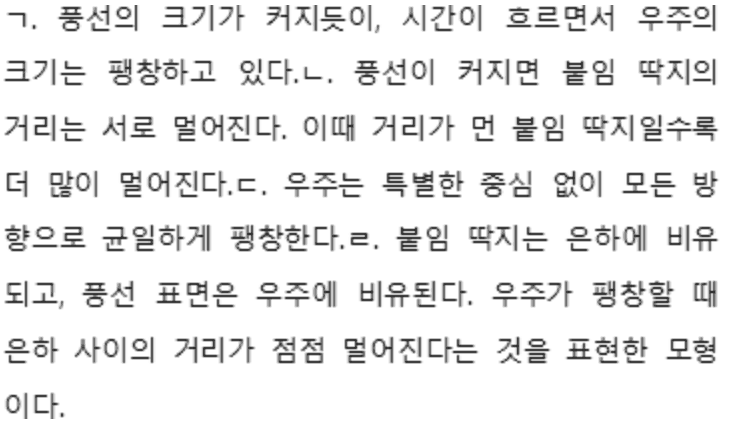 ㄱ. 풍선의 크기가 커지듯이, 시간이 흐르면서 우주의
크기는 팽창하고 있다.ㄴ. 풍선이 커지면 붙임 딱지의
거리는 서로 멀어진다. 이때 거리가 먼 붙임 딱지일수록
더 많이 멀어진다.ㄷ. 우주는 특별한 중심 없이 모든 방
향으로 균일하게 팽창한다.ㄹ. 붙임 딱지는 은하에 비유
되고, 풍선 표면은 우주에 비유된다. 우주가 팽창할 때
은하 사이의 거리가 점점 멀어진다는 것을 표현한 모형
이다.